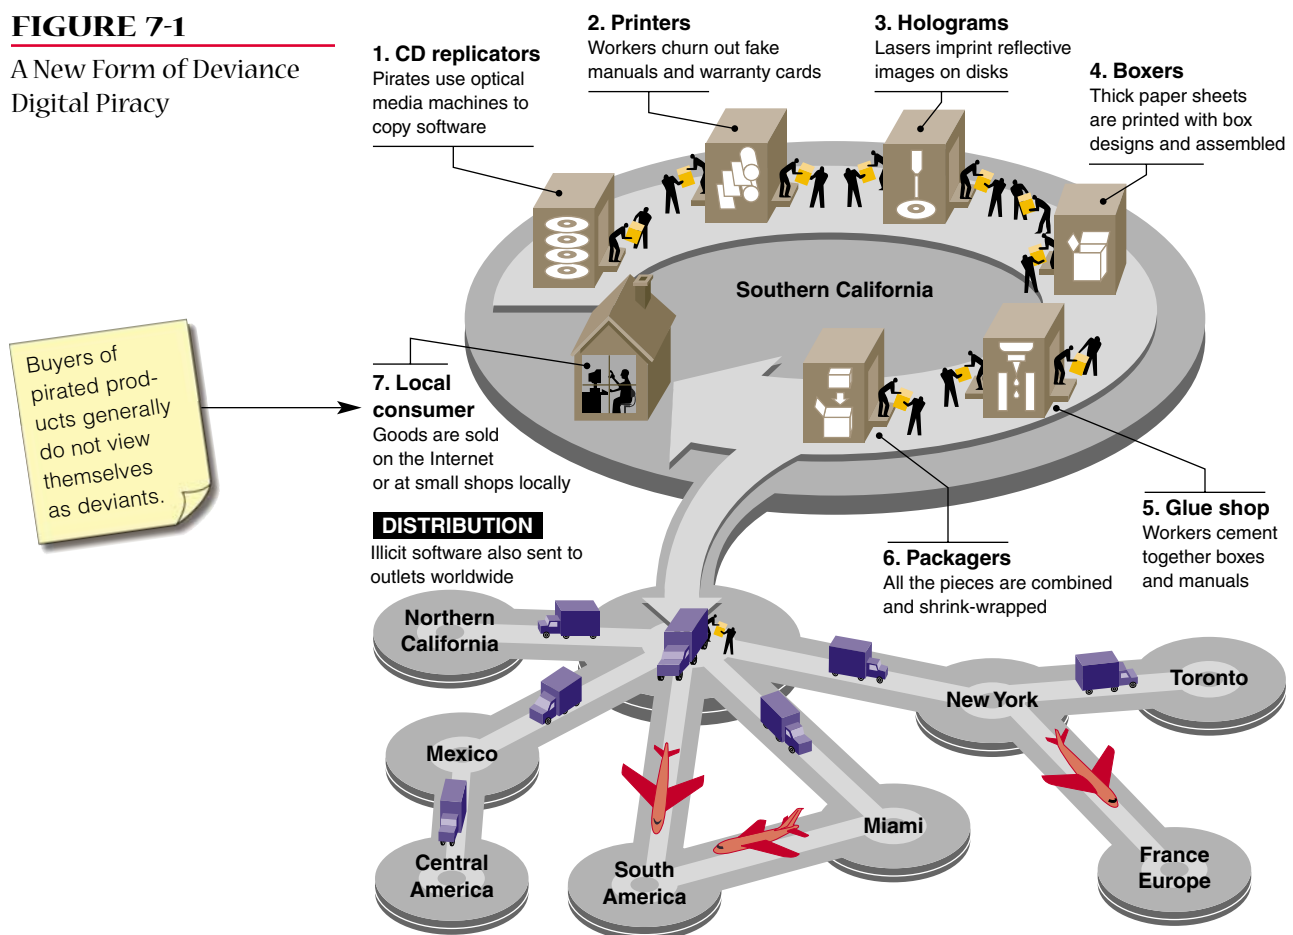 FIGURE 7-1
A New Form of Deviance
Digital Piracy
1. CD replicators
Pirates use optical
media machines to
copy software
2. Printers
Workers churn out fake
manuals and warranty cards
3. Holograms
Lasers imprint reflective
images on disks
4. Boxers
Thick paper sheets
are printed with box
designs and assembled
Southern California
Buyers of
pirated prod-
ucts generally
do not view
themselves
as deviants.
7. Local
consumer
Goods are sold
on the Internet
or at small shops locally
5. Glue shop
Workers cement
together boxes
and manuals
6. Packagers
All the pieces are combined
and shrink-wrapped
DISTRIBUTION
Illicit software also sent to
outlets worldwide
Northern
California
Mexico
Central
America
South
America
Miami
New York
Toronto
France
Europe